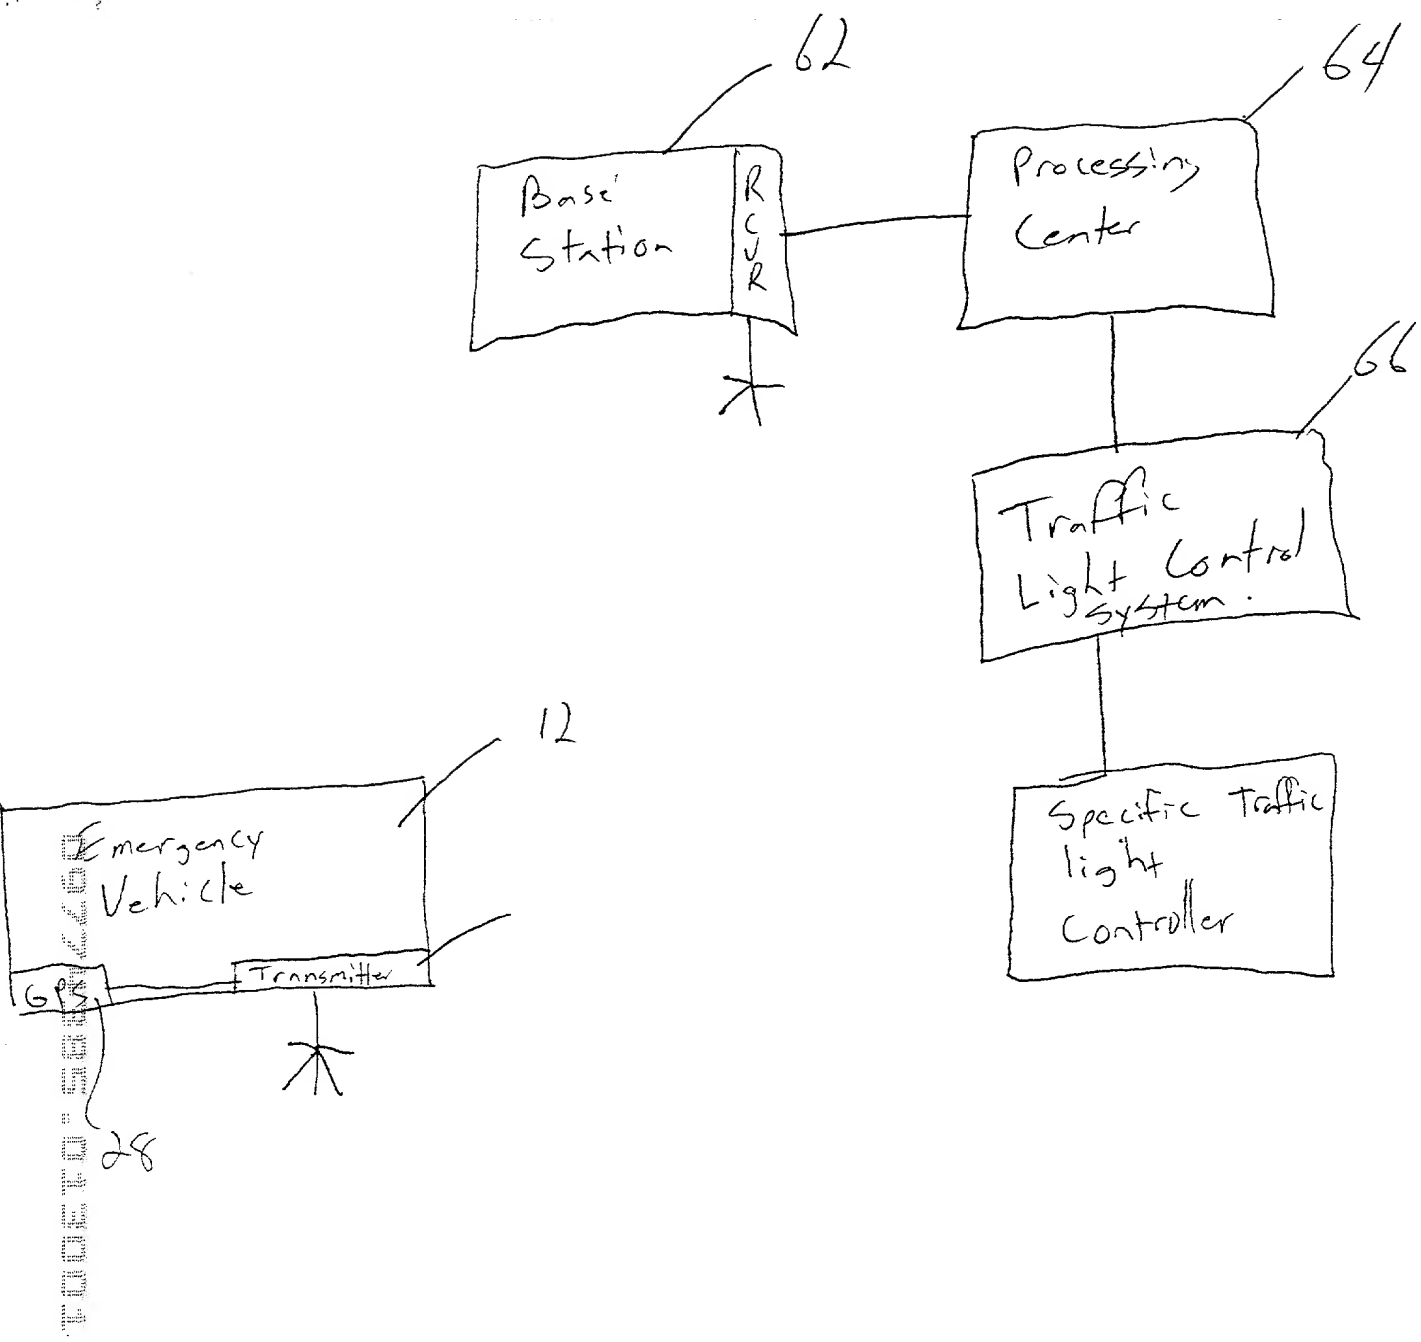 62
64
Base
Station
RCVR
Processing
Center
66
Traffic
Light Control
System.
12
Emergency
Vehicle
GPS
Transmitter
28
Specific Traffic
light
Controller